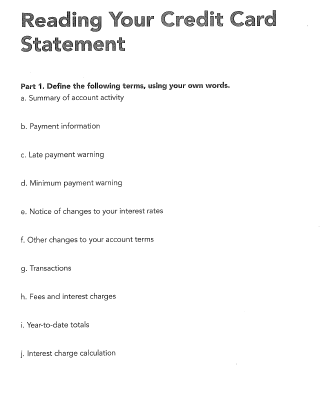 Reading Your Credit Card
Statement
Part 1. Define the following terms, using your own words.
a. Summary of account activity
b. Payment information
c. Late payment warning
d. Minimum payment warning
e. Notice of changes to your interest rates
f. Other changes to your account terms
g. Transactions
h. Fees and interest charges
i. Year-to-date totals
j. Interest charge calculation